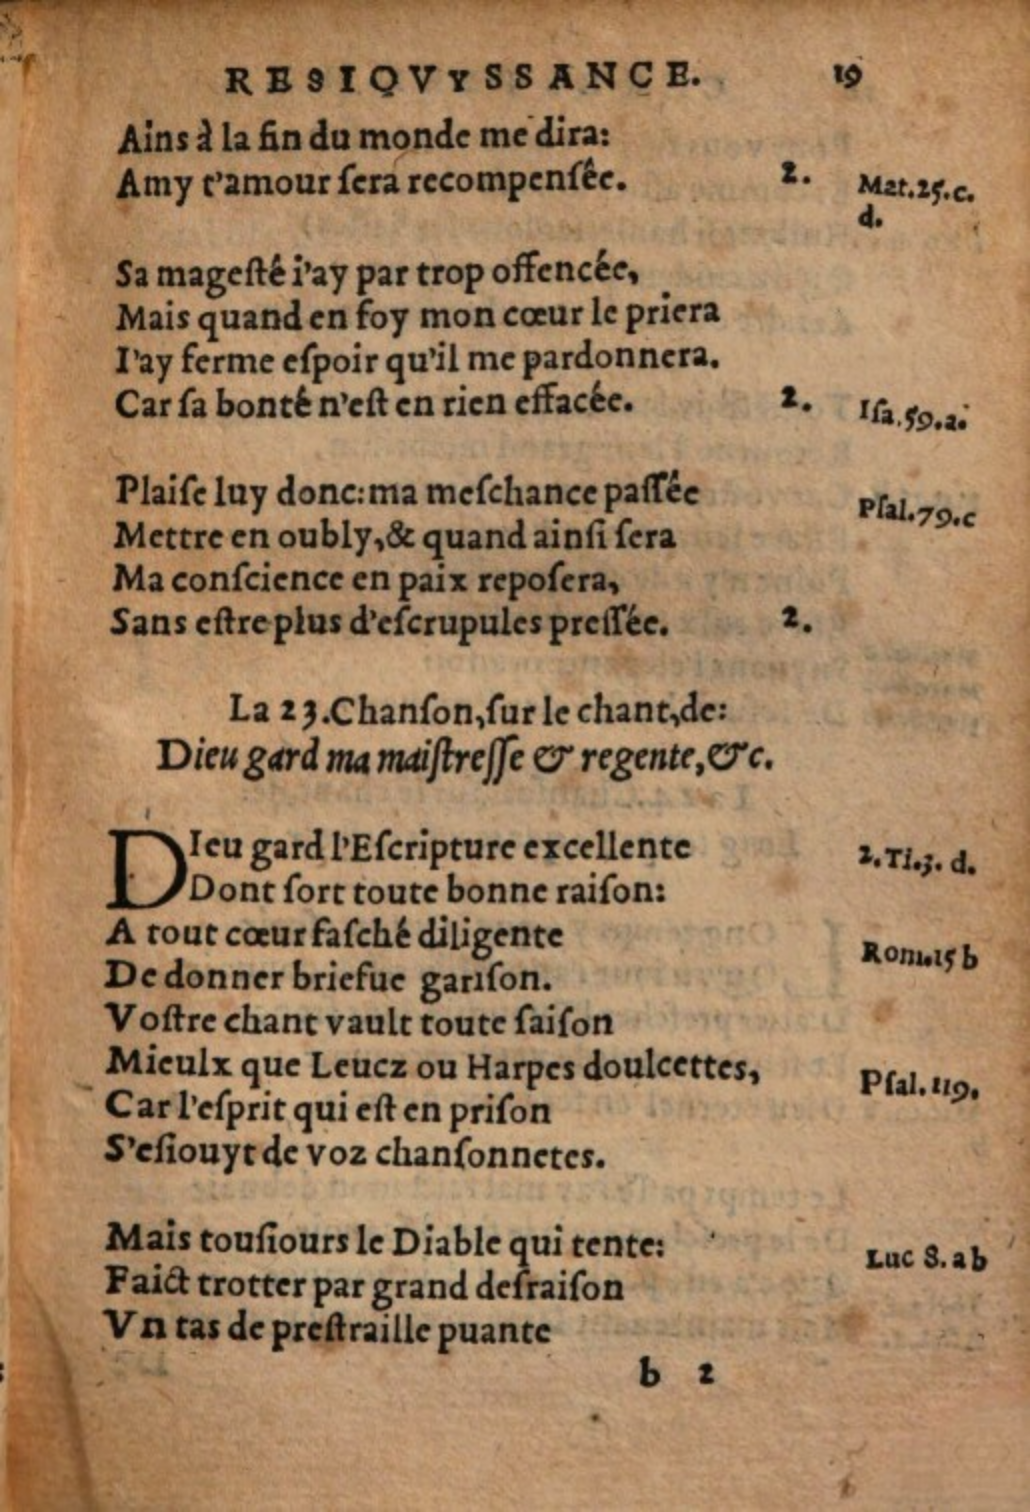 RE9IQVYSSANCE. 19
Ains à la fin du monde me dira:
Amy t'amour ſera recompenſêe. 2. Mat.25.c.
d.
Sa mageſté i'ay par trop offencée,
Mais quand en foy mon cœur le priera
I'ay ferme eſpoir qu'il me pardonnera.
Car ſa bonté n'eſt en rien effacée. 2. Iſa.59.a.
Plaiſe luy donc:ma meſchance paſſée Pſal.79.c
Mettre en oubly,& quand ainſi ſera
Ma conſcience en paix repoſera,
Sans eſtre plus d'eſcrupules preſſée. 2.
La 23.Chanſon,ſur le chant,de:
Dieu gard ma maiſtreſſe & regente,&c.
DIeu gard l'Eſcripture excellente 2.Ti.3. d.
Dont ſort toute bonne raiſon:
A tout cœur faſché diligente Rom.15 b
De donner briefue gariſon.
Voſtre chant vault toute ſaiſon
Mieulx que Leucz ou Harpes doulcettes, Pſal.119.
Car l'eſprit qui eſt en priſon
S'eſiouyt de voz chanſonnetes.
Mais touſiours le Diable qui tente: Luc 8.a b
Faict trotter par grand deſraiſon
Vn tas de preſtraille puante
b 2